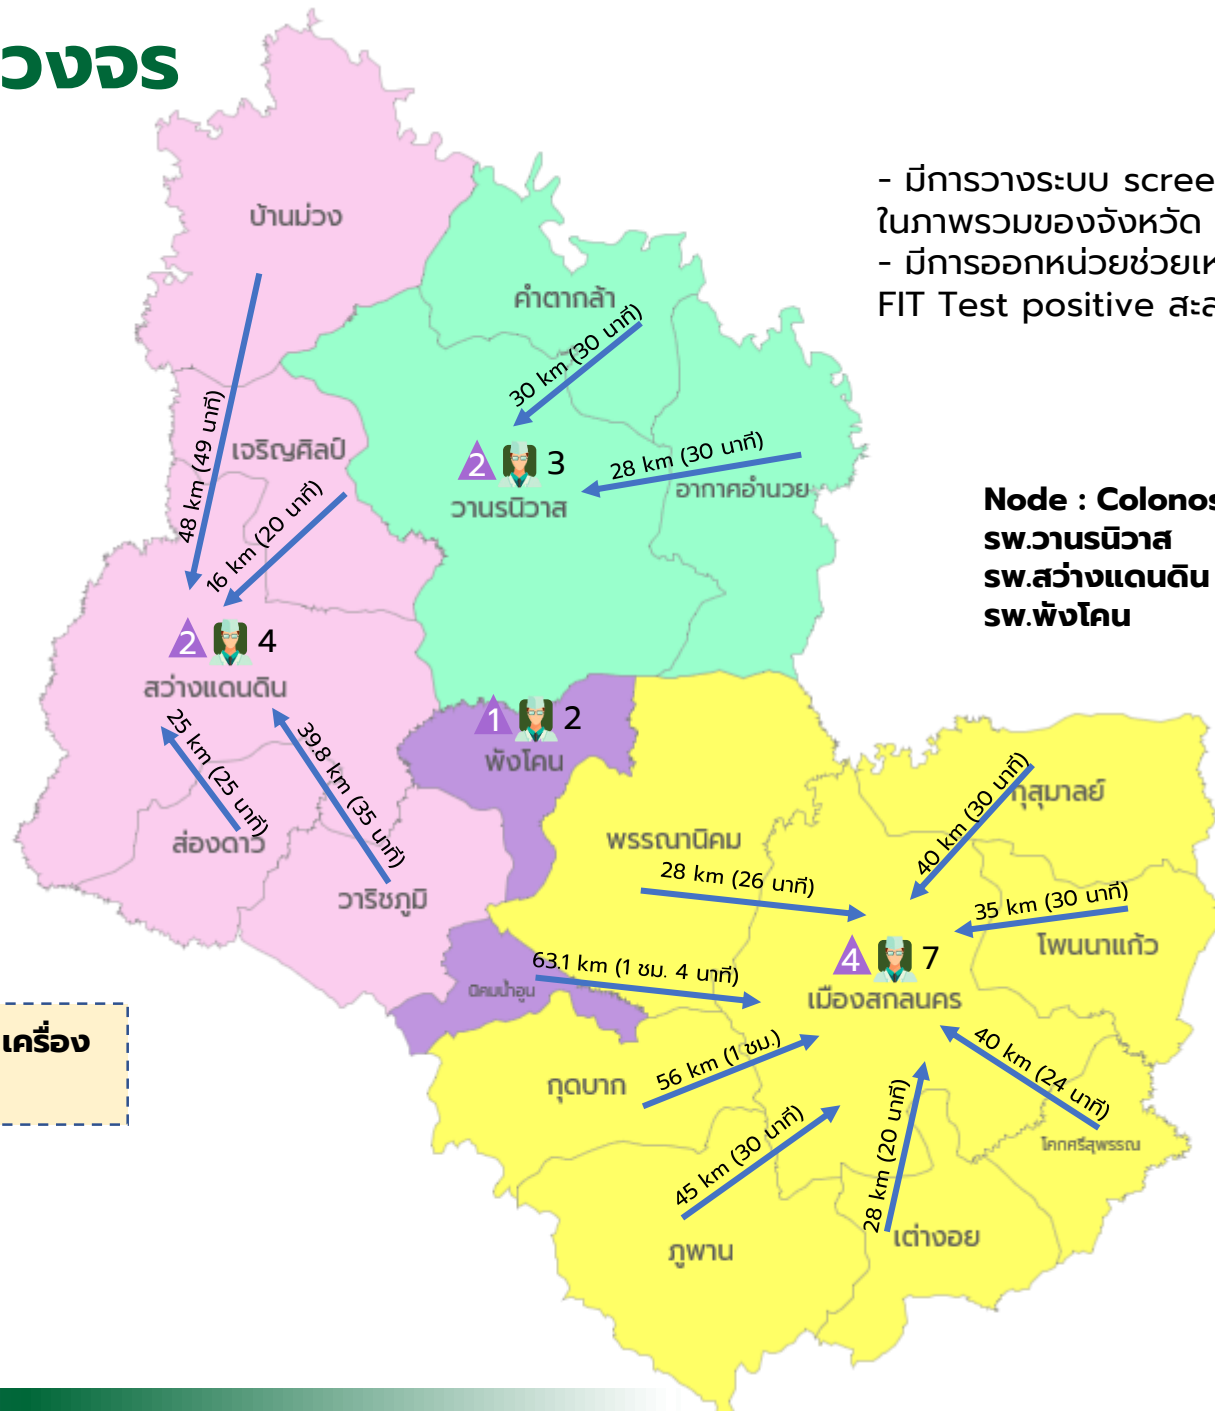 วงจร
- มีการวางระบบ scree
ในภาพรวมของจังหวัด
- มีการออกหน่วยช่วยเห
FIT Test positive สะส
บ้านม่วง
คำตากล้า
30 km (30 นาที)
48 km (49 นาที)
เจริญศิลป์
2 3
วานรนิวาส
28 km (30 นาที)
อากาศอำนวย
16 km (20 นาที)
Node : Colonos
รพ.วานรนิวาส
รพ.สว่างแดนดิน
รพ.พังโคน
2 4
สว่างแดนดิน
1 2
พังโคน
25 km (25 นาที)
39.8 km (35 นาที)
ส่องดาว
วาริชภูมิ
พรรณานิคม
28 km (26 นาที)
กุสุมาลย์
40 km (30 นาที)
35 km (30 นาที)
โพนนาแก้ว
4 7
เมืองสกลนคร
63.1 km (1 ชม. 4 นาที)
นิคมน้ำอูน
เครื่อง
กุดบาก
56 km (1 ชม.)
40 km (24 นาที)
โคกศรีสุพรรณ
45 km (30 นาที)
28 km (20 นาที)
ภูพาน
เต่างอย